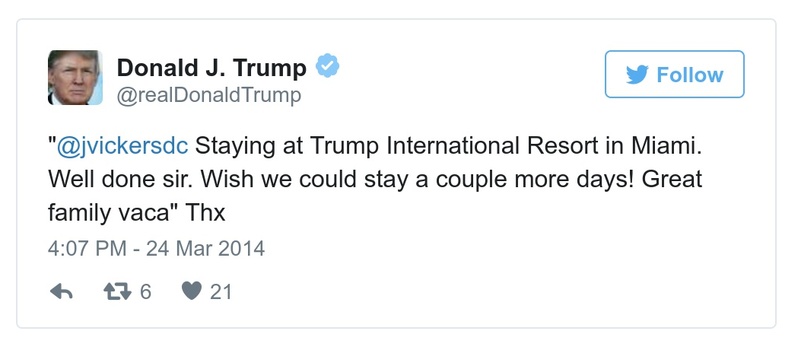 Donald J. Trump
@realDonaldTrump
Follow
"@jvickersdc Staying at Trump International Resort in Miami.
Well done sir. Wish we could stay a couple more days! Great
family vaca" Thx
4:07 PM - 24 Mar 2014
6 21